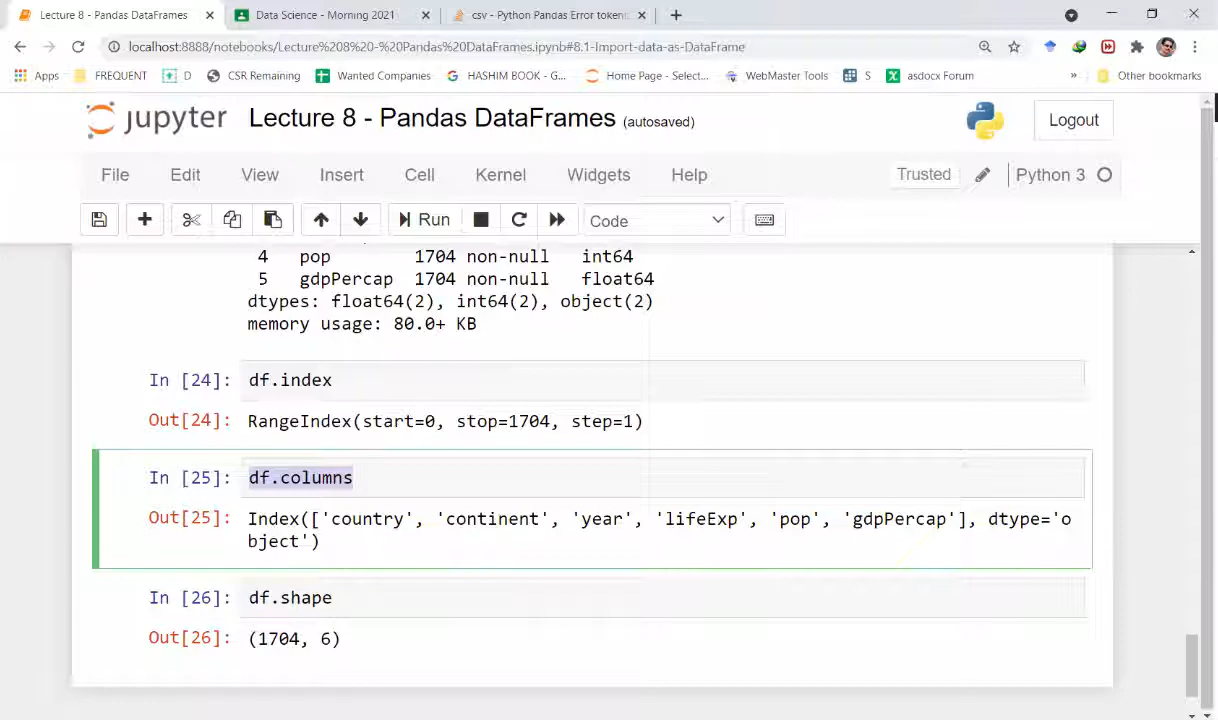 Lecture 8 - Pandas DataFrames
Data Science - Morning 2021
csv - Python Pandas Error token
localhost:8888/notebooks/Lecture%208%20-%20Pandas%20DataFrames.ipynb#8.1-Import-data-as-DataFrame
Apps FREQUENT D CSR Remaining Wanted Companies HASHIM BOOK - G... Home Page - Select... WebMaster Tools S asdocx Forum » Other bookmarks
jupyter Lecture 8 - Pandas DataFrames (autosaved) Logout
File Edit View Insert Cell Kernel Widgets Help Trusted Python 3
Run Code
4 pop 1704 non-null int64
5 gdpPercap 1704 non-null float64
dtypes: float64(2), int64(2), object(2)
memory usage: 80.0+ KB
In [24]: df.index
Out[24]: RangeIndex(start=0, stop=1704, step=1)
In [25]: df.columns
Out[25]: Index(['country', 'continent', 'year', 'lifeExp', 'pop', 'gdpPercap'], dtype='o
bject')
In [26]: df.shape
Out[26]: (1704, 6)